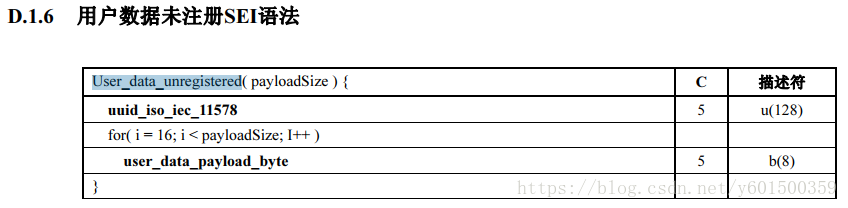 D.1.6 用户数据未注册SEI语法
User_data_unregistered( payloadSize ) { C 描述符
uuid_iso_iec_11578 5 u(128)
for( i = 16; i < payloadSize; I++ )
user_data_payload_byte 5 b(8)
}
https://blog.csdn.net/y601500359